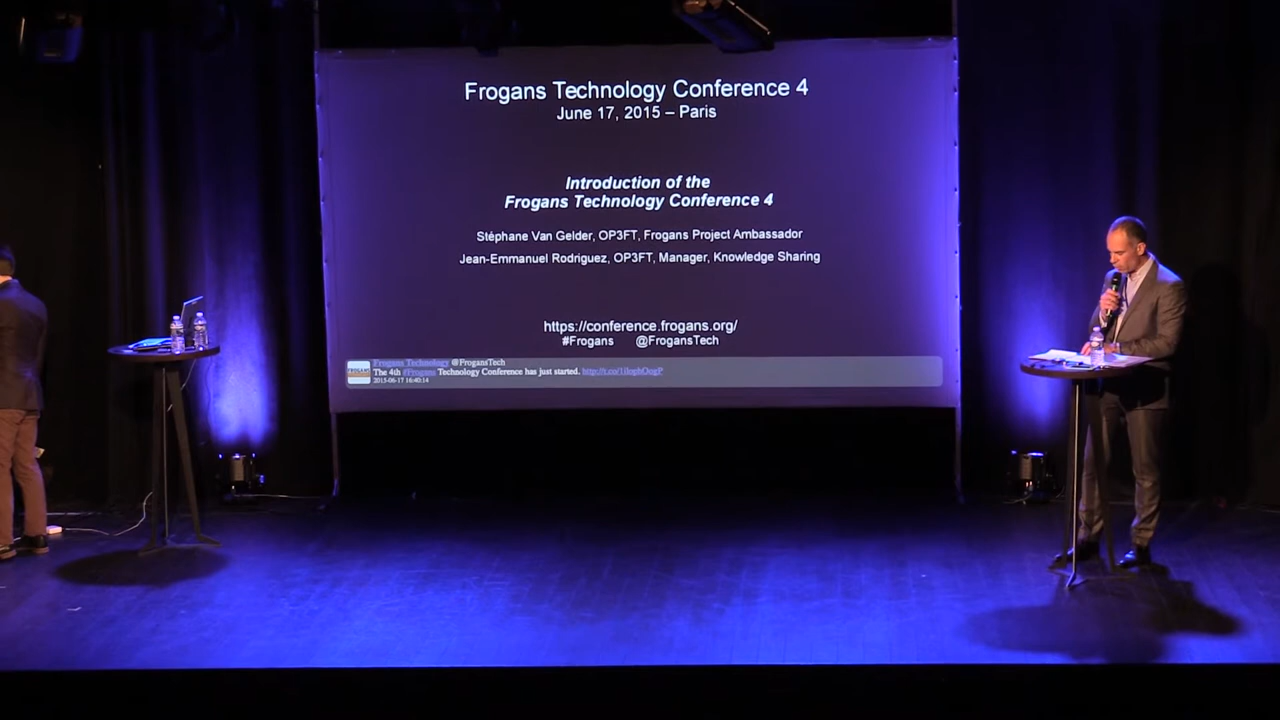 Frogans Technology Conference 4
June 17, 2015 – Paris
Introduction of the
Frogans Technology Conference 4
Stéphane Van Gelder, OP3FT, Frogans Project Ambassador
Jean-Emmanuel Rodriguez, OP3FT, Manager, Knowledge Sharing
https://conference.frogans.org/
#Frogans @FrogansTech
FROGANS
Frogans Technology @FrogansTech
The 4th #Frogans Technology Conference has just started.
2015-06-17 16:40:14